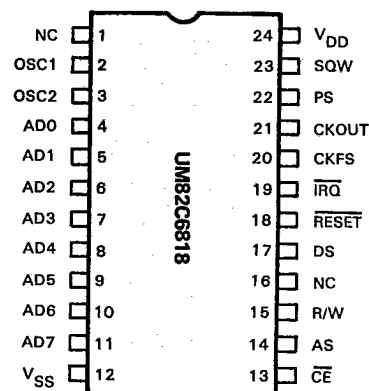 NC 1 24 VDD
OSC1 2 23 SQW
OSC2 3 22 PS
AD0 4 21 CKOUT
AD1 5 20 CKFS
AD2 6 19 IRQ
AD3 7 18 RESET
AD4 8 17 DS
AD5 9 16 NC
AD6 10 15 R/W
AD7 11 14 AS
VSS 12 13 CE
UM82C6818